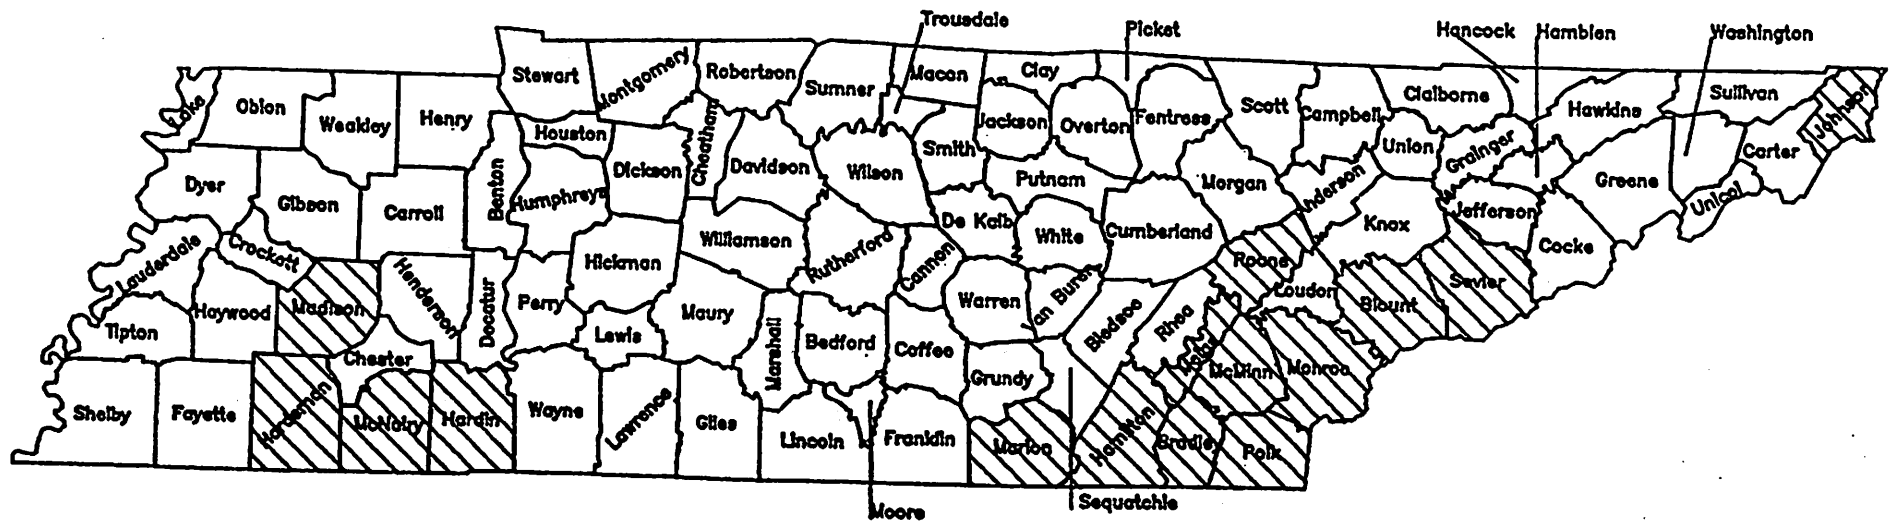 Trousdale
Picket
Hancock
Hamblen
Washington
Stewart
Montgomery
Robertson
Sumner
Macon
Clay
Lake
Obion
Weakley
Henry
Houston
Cheatham
Jackson
Overton
Fentress
Scott
Campbell
Claiborne
Hawkins
Sullivan
Johnson
Dyer
Gibson
Carroll
Benton
Humphreys
Dickson
Davidson
Wilson
Smith
Putnam
Morgan
Anderson
Union
Grainger
Greene
Carter
Unicoi
Lauderdale
Crockett
Madison
Henderson
Decatur
Perry
Hickman
Williamson
Rutherford
Cannon
De Kalb
White
Cumberland
Roane
Knox
Jefferson
Cocke
Tipton
Haywood
Chester
Lewis
Maury
Marshall
Bedford
Coffee
Warren
Van Buren
Bledsoe
Rhea
Meigs
McMinn
Loudon
Monroe
Blount
Sevier
Shelby
Fayette
Hardeman
McNairy
Hardin
Wayne
Lawrence
Giles
Lincoln
Franklin
Grundy
Marion
Hamilton
Bradley
Polk
Moore
Sequatchie